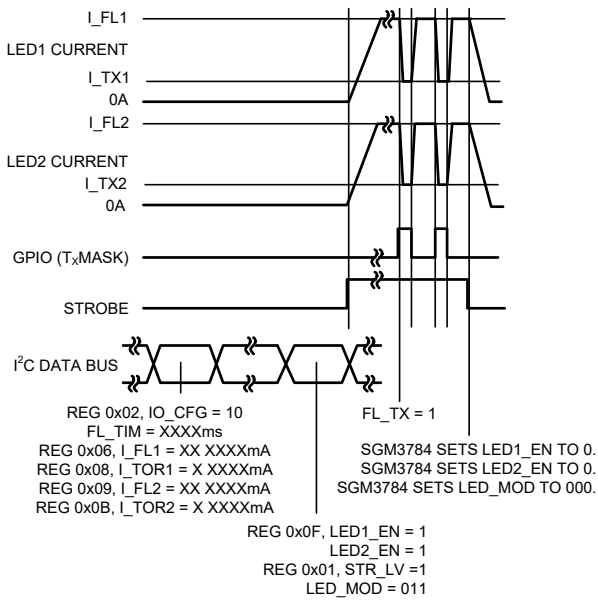 I_FL1
LED1 CURRENT
I_TX1
0A
I_FL2
LED2 CURRENT
I_TX2
0A
GPIO (TXMASK)
STROBE
I2C DATA BUS
REG 0x02, IO_CFG = 10
FL_TIM = XXXXms
REG 0x06, I_FL1 = XX XXXXmA
REG 0x08, I_TOR1 = X XXXXmA
REG 0x09, I_FL2 = XX XXXXmA
REG 0x0B, I_TOR2 = X XXXXmA
FL_TX = 1
SGM3784 SETS LED1_EN TO 0.
SGM3784 SETS LED2_EN TO 0.
SGM3784 SETS LED_MOD TO 000.
REG 0x0F, LED1_EN = 1
LED2_EN = 1
REG 0x01, STR_LV =1
LED_MOD = 011